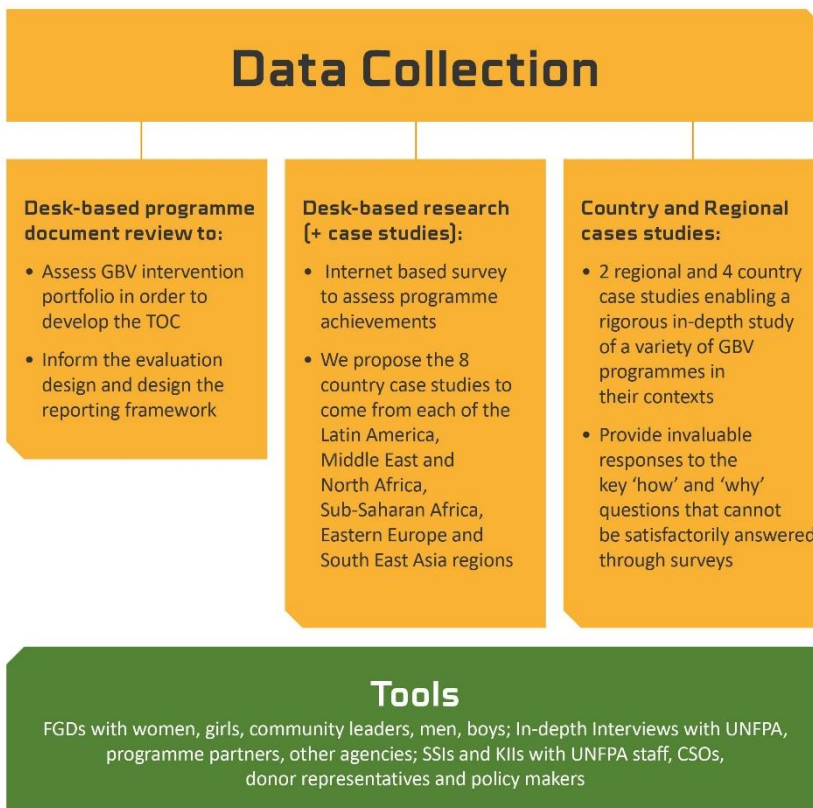 Data Collection
Desk-based programme
document review to:
• Assess GBV intervention
portfolio in order to
develop the TOC
• Inform the evaluation
design and design the
reporting framework
Desk-based research
(+ case studies):
• Internet based survey
to assess programme
achievements
• We propose the 8
country case studies to
come from each of the
Latin America,
Middle East and
North Africa,
Sub-Saharan Africa,
Eastern Europe and
South East Asia regions
Country and Regional
cases studies:
• 2 regional and 4 country
case studies enabling a
rigorous in-depth study
of a variety of GBV
programmes in
their contexts
• Provide invaluable
responses to the
key ‘how’ and ‘why’
questions that cannot
be satisfactorily answered
through surveys
Tools
FGDs with women, girls, community leaders, men, boys; In-depth Interviews with UNFPA,
programme partners, other agencies; SSIs and KIIs with UNFPA staff, CSOs,
donor representatives and policy makers